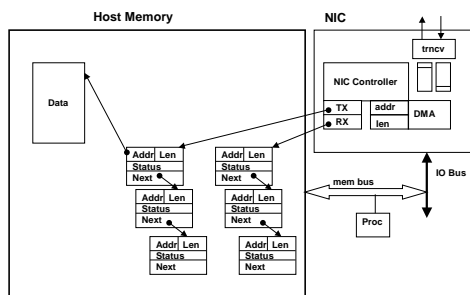 Host Memory
NIC
trncv
NIC Controller
Data
TX
addr
DMA
RX
len
Addr Len
Status
Next
Addr Len
Status
Next
Addr Len
Status
Next
Addr Len
Status
Next
Addr Len
Status
Next
Addr Len
Status
Next
IO Bus
mem bus
Proc